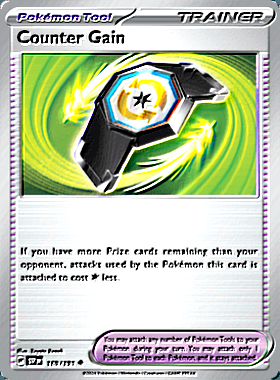 Pokémon Tool TRAINER
Counter Gain
If you have more Prize cards remaining than your
opponent, attacks used by the Pokémon this card is
attached to cost less.
You may attach any number of Pokémon Tools to your
Pokémon during your turn. You may attach only 1
Pokémon Tool to each Pokémon, and it stays attached.